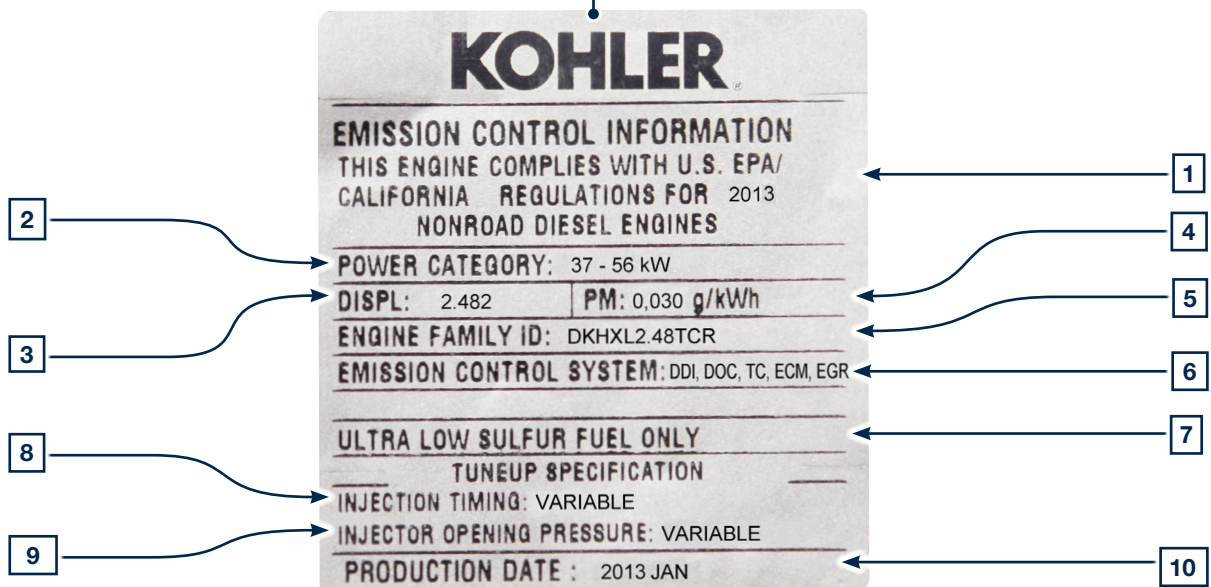 KOHLER®
EMISSION CONTROL INFORMATION
THIS ENGINE COMPLIES WITH U.S. EPA/
CALIFORNIA REGULATIONS FOR 2013
NONROAD DIESEL ENGINES
1
2
POWER CATEGORY: 37 - 56 kW
4
DISPL: 2.482 PM: 0,030 g/kWh
5
3
ENGINE FAMILY ID: DKHXL2.48TCR
EMISSION CONTROL SYSTEM: DDI, DOC, TC, ECM, EGR
6
ULTRA LOW SULFUR FUEL ONLY
7
8
TUNEUP SPECIFICATION
INJECTION TIMING: VARIABLE
INJECTOR OPENING PRESSURE: VARIABLE
9
PRODUCTION DATE : 2013 JAN
10